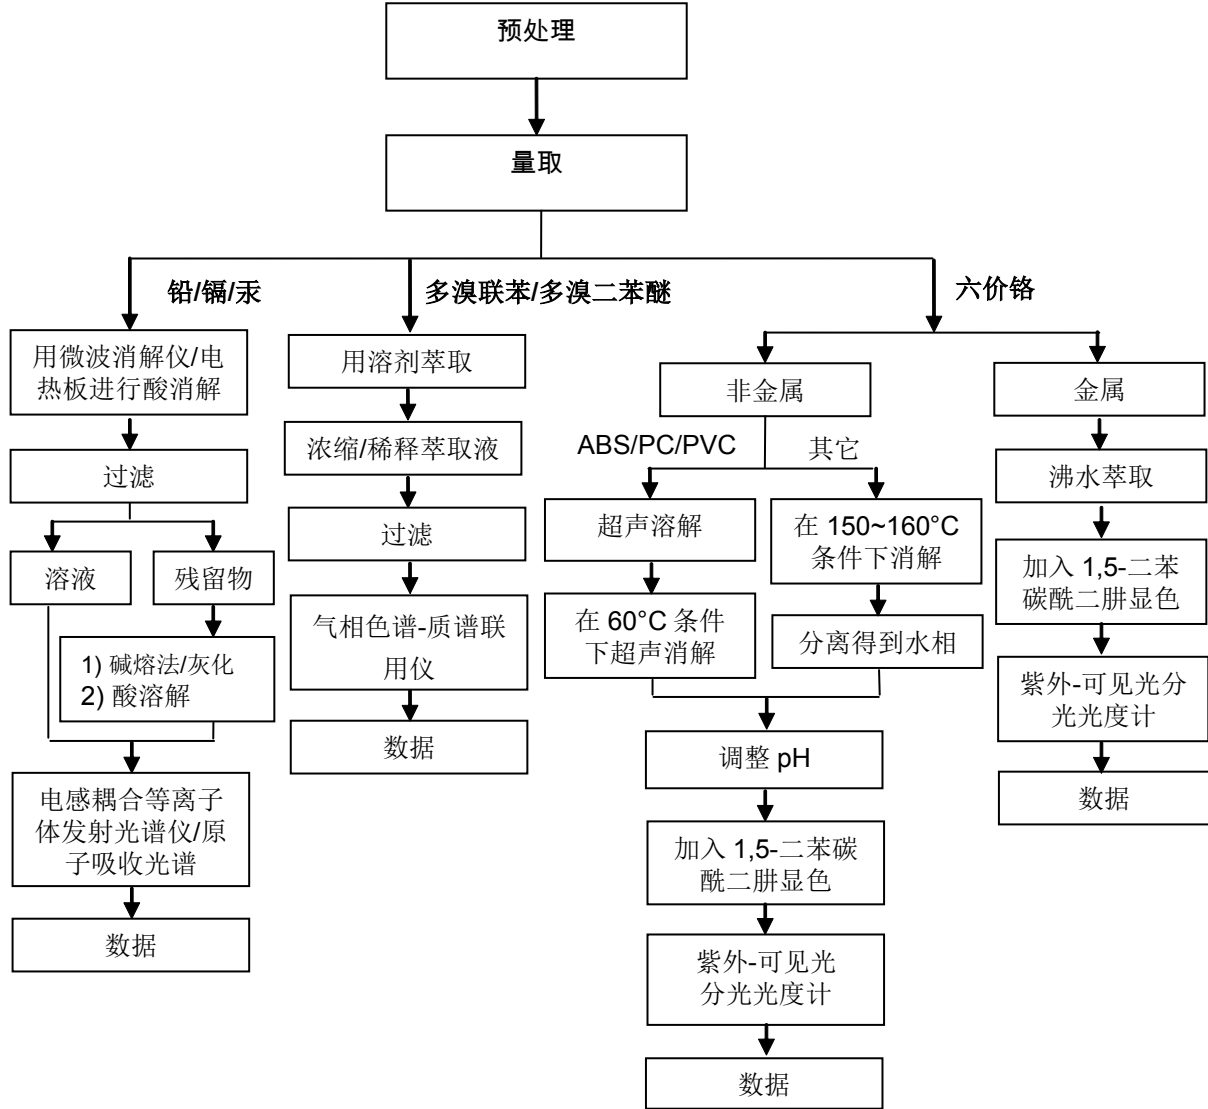 预处理
量取
铅/镉/汞
多溴联苯/多溴二苯醚
六价铬
用微波消解仪/电
热板进行酸消解
过滤
溶液
残留物
1) 碱熔法/灰化
2) 酸溶解
电感耦合等离子
体发射光谱仪/原
子吸收光谱
数据
用溶剂萃取
浓缩/稀释萃取液
过滤
气相色谱-质谱联
用仪
数据
非金属
ABS/PC/PVC
其它
超声溶解
在 60°C 条件
下超声消解
在 150~160°C
条件下消解
分离得到水相
调整 pH
加入 1,5-二苯碳
酰二肼显色
紫外-可见光
分光光度计
数据
金属
沸水萃取
加入 1,5-二苯
碳酰二肼显色
紫外-可见光分
光光度计
数据